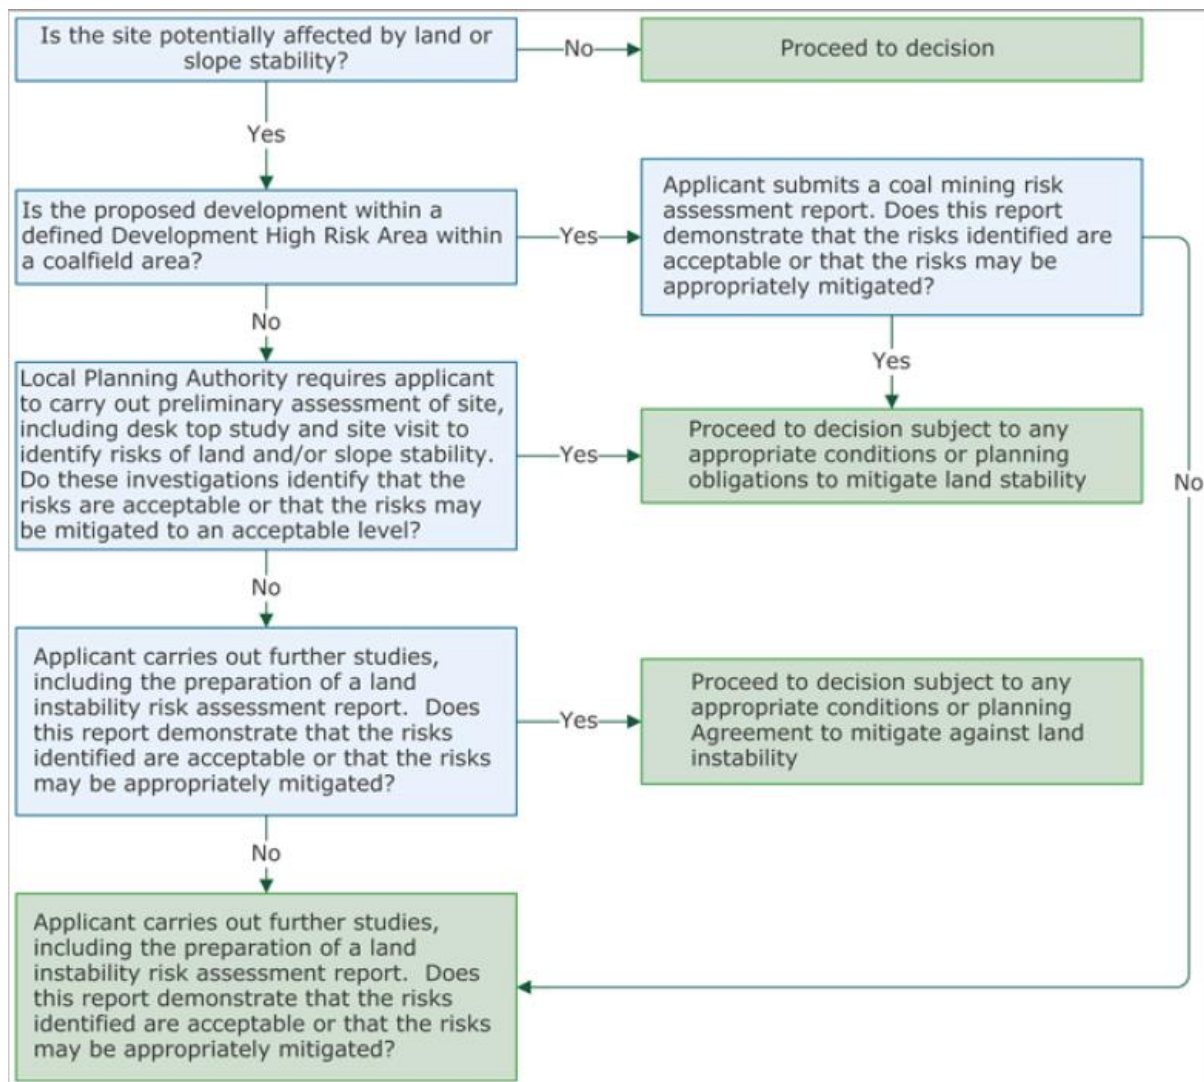 Is the site potentially affected by land or
slope stability?
No
Proceed to decision
Yes
Is the proposed development within a
defined Development High Risk Area within
a coalfield area?
Yes
Applicant submits a coal mining risk
assessment report. Does this report
demonstrate that the risks identified are
acceptable or that the risks may be
appropriately mitigated?
No
Yes
Local Planning Authority requires applicant
to carry out preliminary assessment of site,
including desk top study and site visit to
identify risks of land and/or slope stability.
Do these investigations identify that the
risks are acceptable or that the risks may
be mitigated to an acceptable level?
Yes
Proceed to decision subject to any
appropriate conditions or planning
obligations to mitigate land stability
No
No
Applicant carries out further studies,
including the preparation of a land
instability risk assessment report.  Does
this report demonstrate that the risks
identified are acceptable or that the risks
may be appropriately mitigated?
Yes
Proceed to decision subject to any
appropriate conditions or planning
Agreement to mitigate against land
instability
No
Applicant carries out further studies,
including the preparation of a land
instability risk assessment report.  Does
this report demonstrate that the risks
identified are acceptable or that the risks
may be appropriately mitigated?